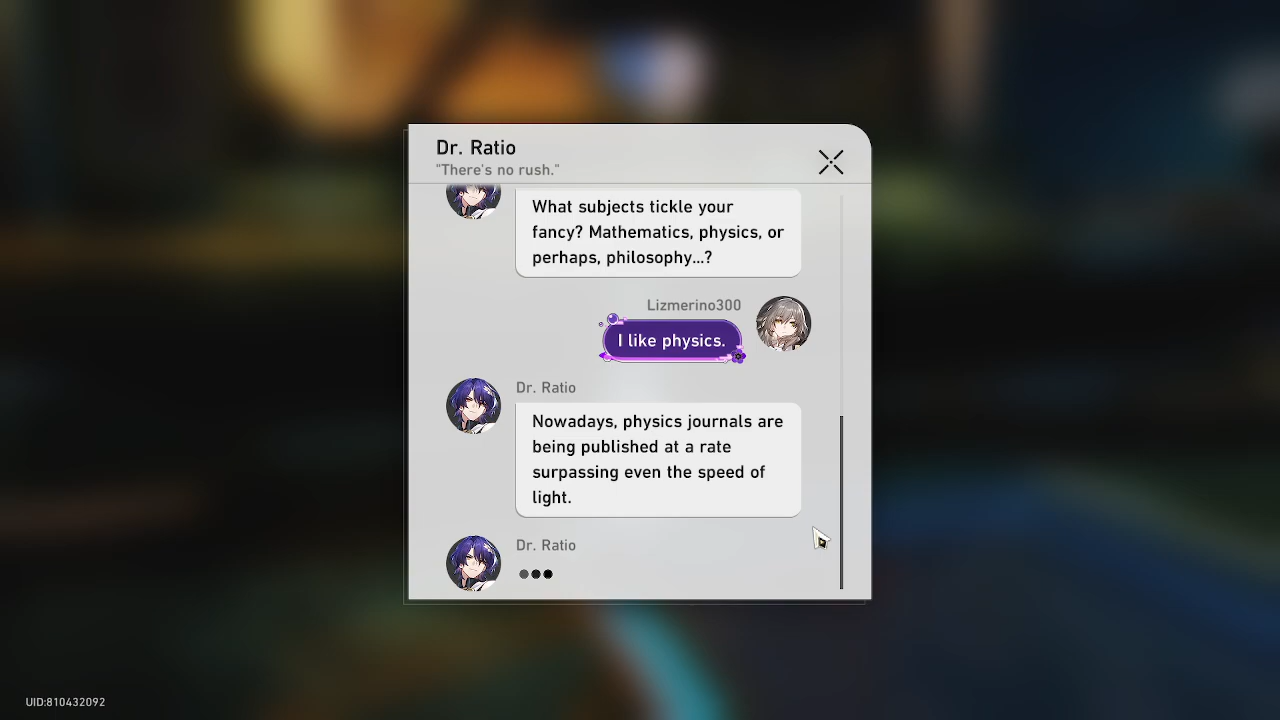 Dr. Ratio
"There's no rush."
What subjects tickle your
fancy? Mathematics, physics, or
perhaps, philosophy...?
Lizmerino300
I like physics.
Dr. Ratio
Nowadays, physics journals are
being published at a rate
surpassing even the speed of
light.
Dr. Ratio
UID:810432092